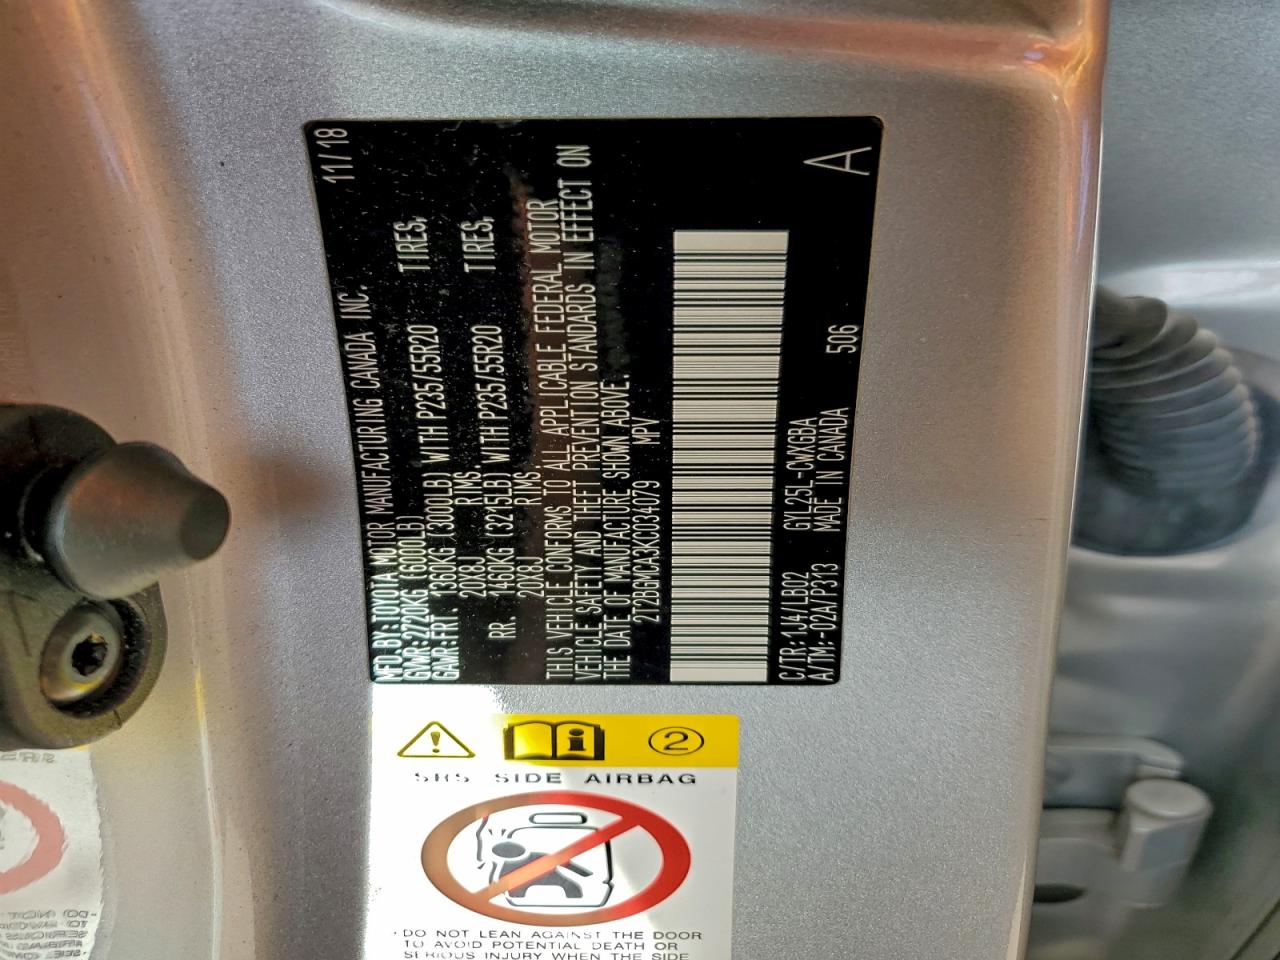 MFD.BY:TOYOTA MOTOR MANUFACTURING CANADA INC. 11/18
GVWR:2720KG (6000LB)
GAWR:FRT. 1360KG (3000LB) WITH P235/55R20 TIRES,
20X8J RIMS,
RR. 1460KG (3215LB) WITH P235/55R20 TIRES,
20X8J RIMS,
THIS VEHICLE CONFORMS TO ALL APPLICABLE FEDERAL MOTOR
VEHICLE SAFETY AND THEFT PREVENTION STANDARDS IN EFFECT ON
THE DATE OF MANUFACTURE SHOWN ABOVE.
2T2BGMCA3KC034079 MPV
C/TR:1J4/LB02 GYL25L-CWXGBA
A/TM:-02A/P313 MADE IN CANADA 506 A
2
SRS SIDE AIRBAG
· DO NOT LEAN AGAINST THE DOOR
TO AVOID POTENTIAL DEATH OR
SERIOUS INJURY WHEN THE SIDE